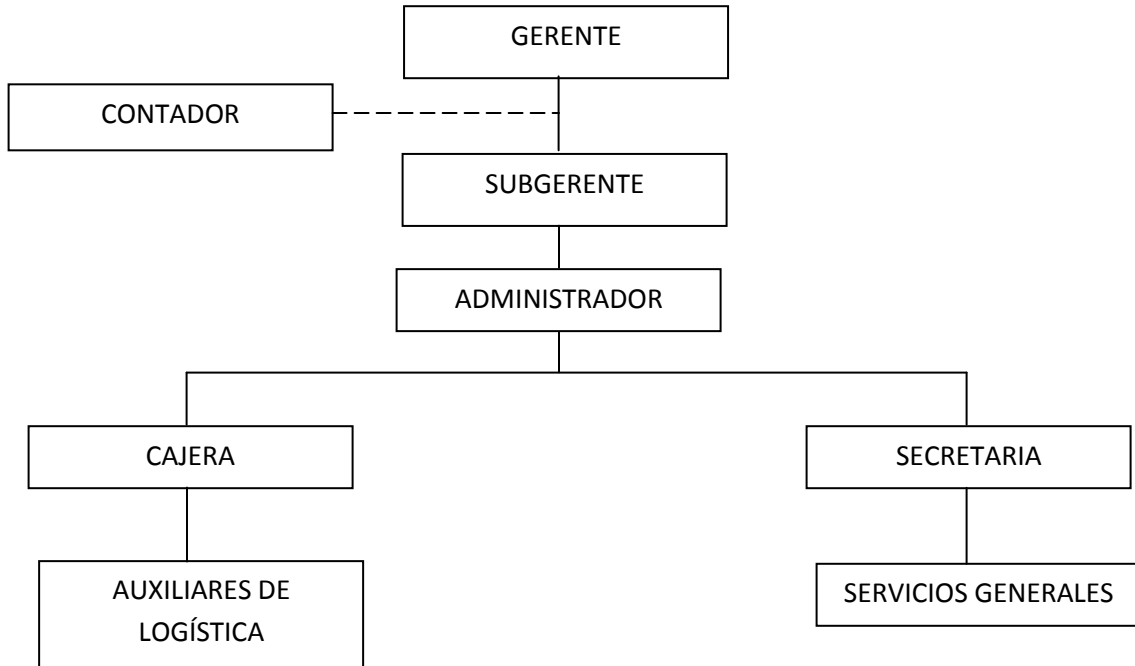 GERENTE
CONTADOR
SUBGERENTE
ADMINISTRADOR
CAJERA
SECRETARIA
AUXILIARES DE
LOGÍSTICA
SERVICIOS GENERALES